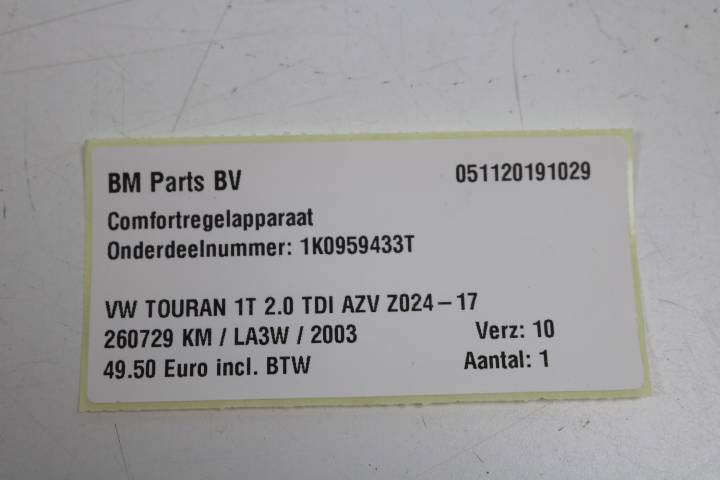 BM Parts BV 051120191029
Comfortregelapparaat
Onderdeelnummer: 1K0959433T
VW TOURAN 1T 2.0 TDI AZV Z024-17
260729 KM / LA3W / 2003 Verz: 10
49.50 Euro incl. BTW Aantal: 1